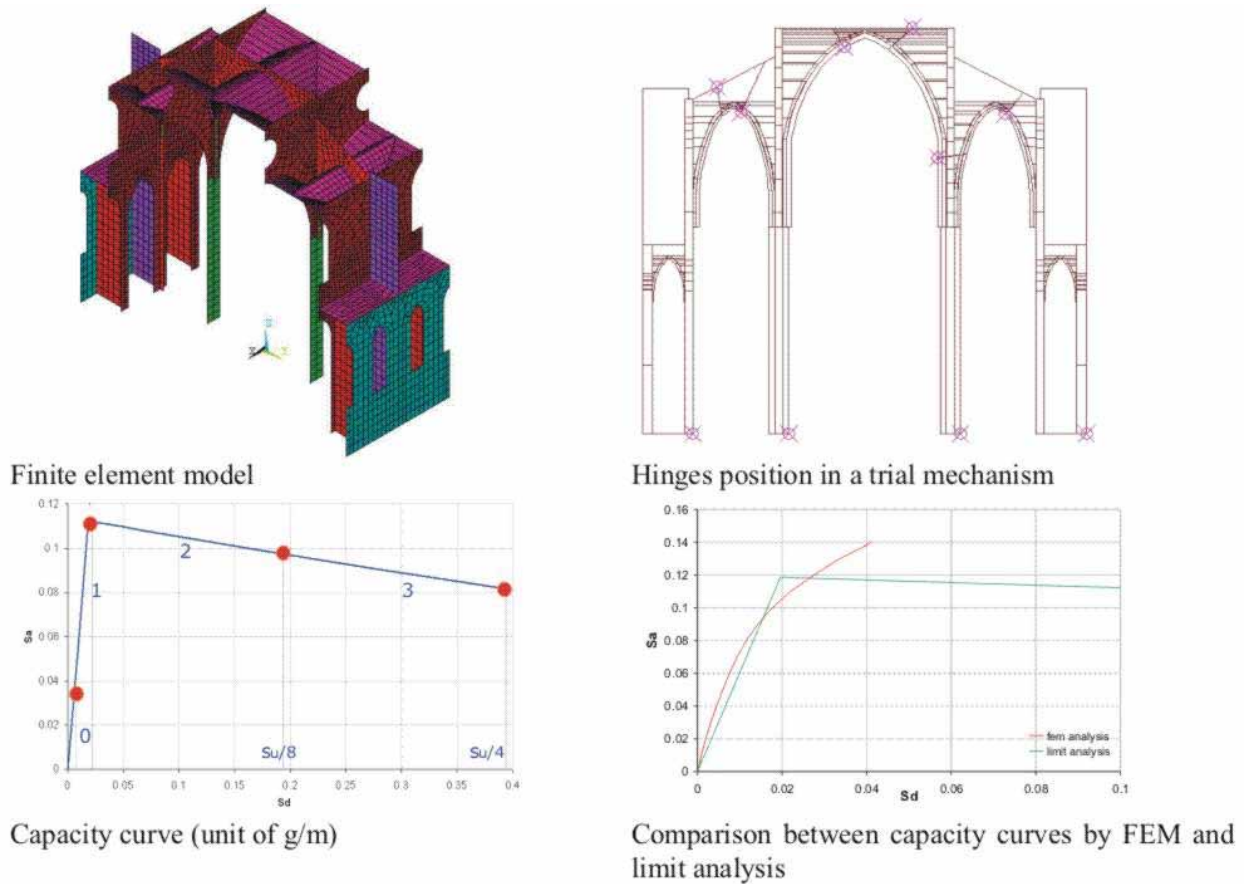 Finite element model
Hinges position in a trial mechanism
0.12
0.1
0.08
0.06
0.04
0.02
0
Sa
0
1
2
3
Su/8
Su/4
0
0.05
0.1
0.15
0.2
0.25
0.3
0.35
0.4
Sd
Capacity curve (unit of g/m)
0.16
0.14
0.12
0.1
0.08
0.06
0.04
0.02
0
Sa
fem analysis
limit analysis
0
0.02
0.04
0.06
0.08
0.1
Sd
Comparison between capacity curves by FEM and
limit analysis